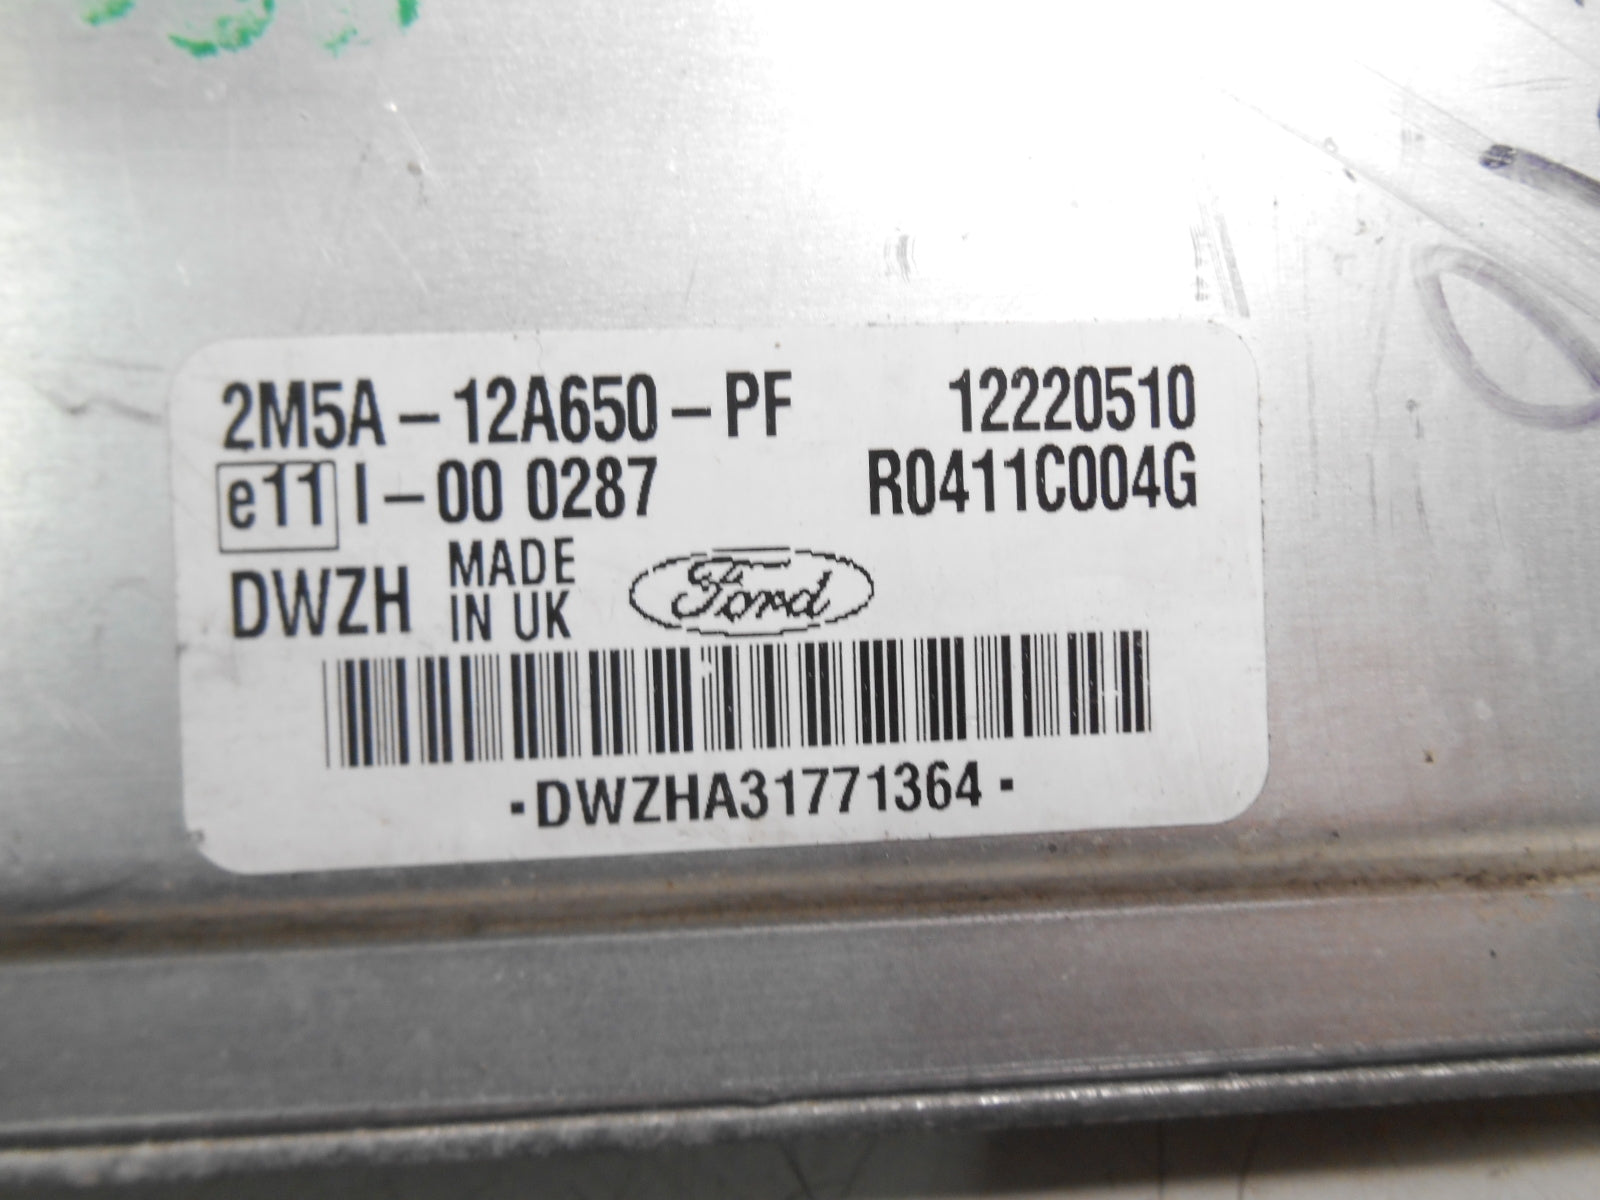 2M5A-12A650-PF 12220510
e11 I-00 0287 R0411C004G
DWZH MADE IN UK Ford
-DWZHA31771364-